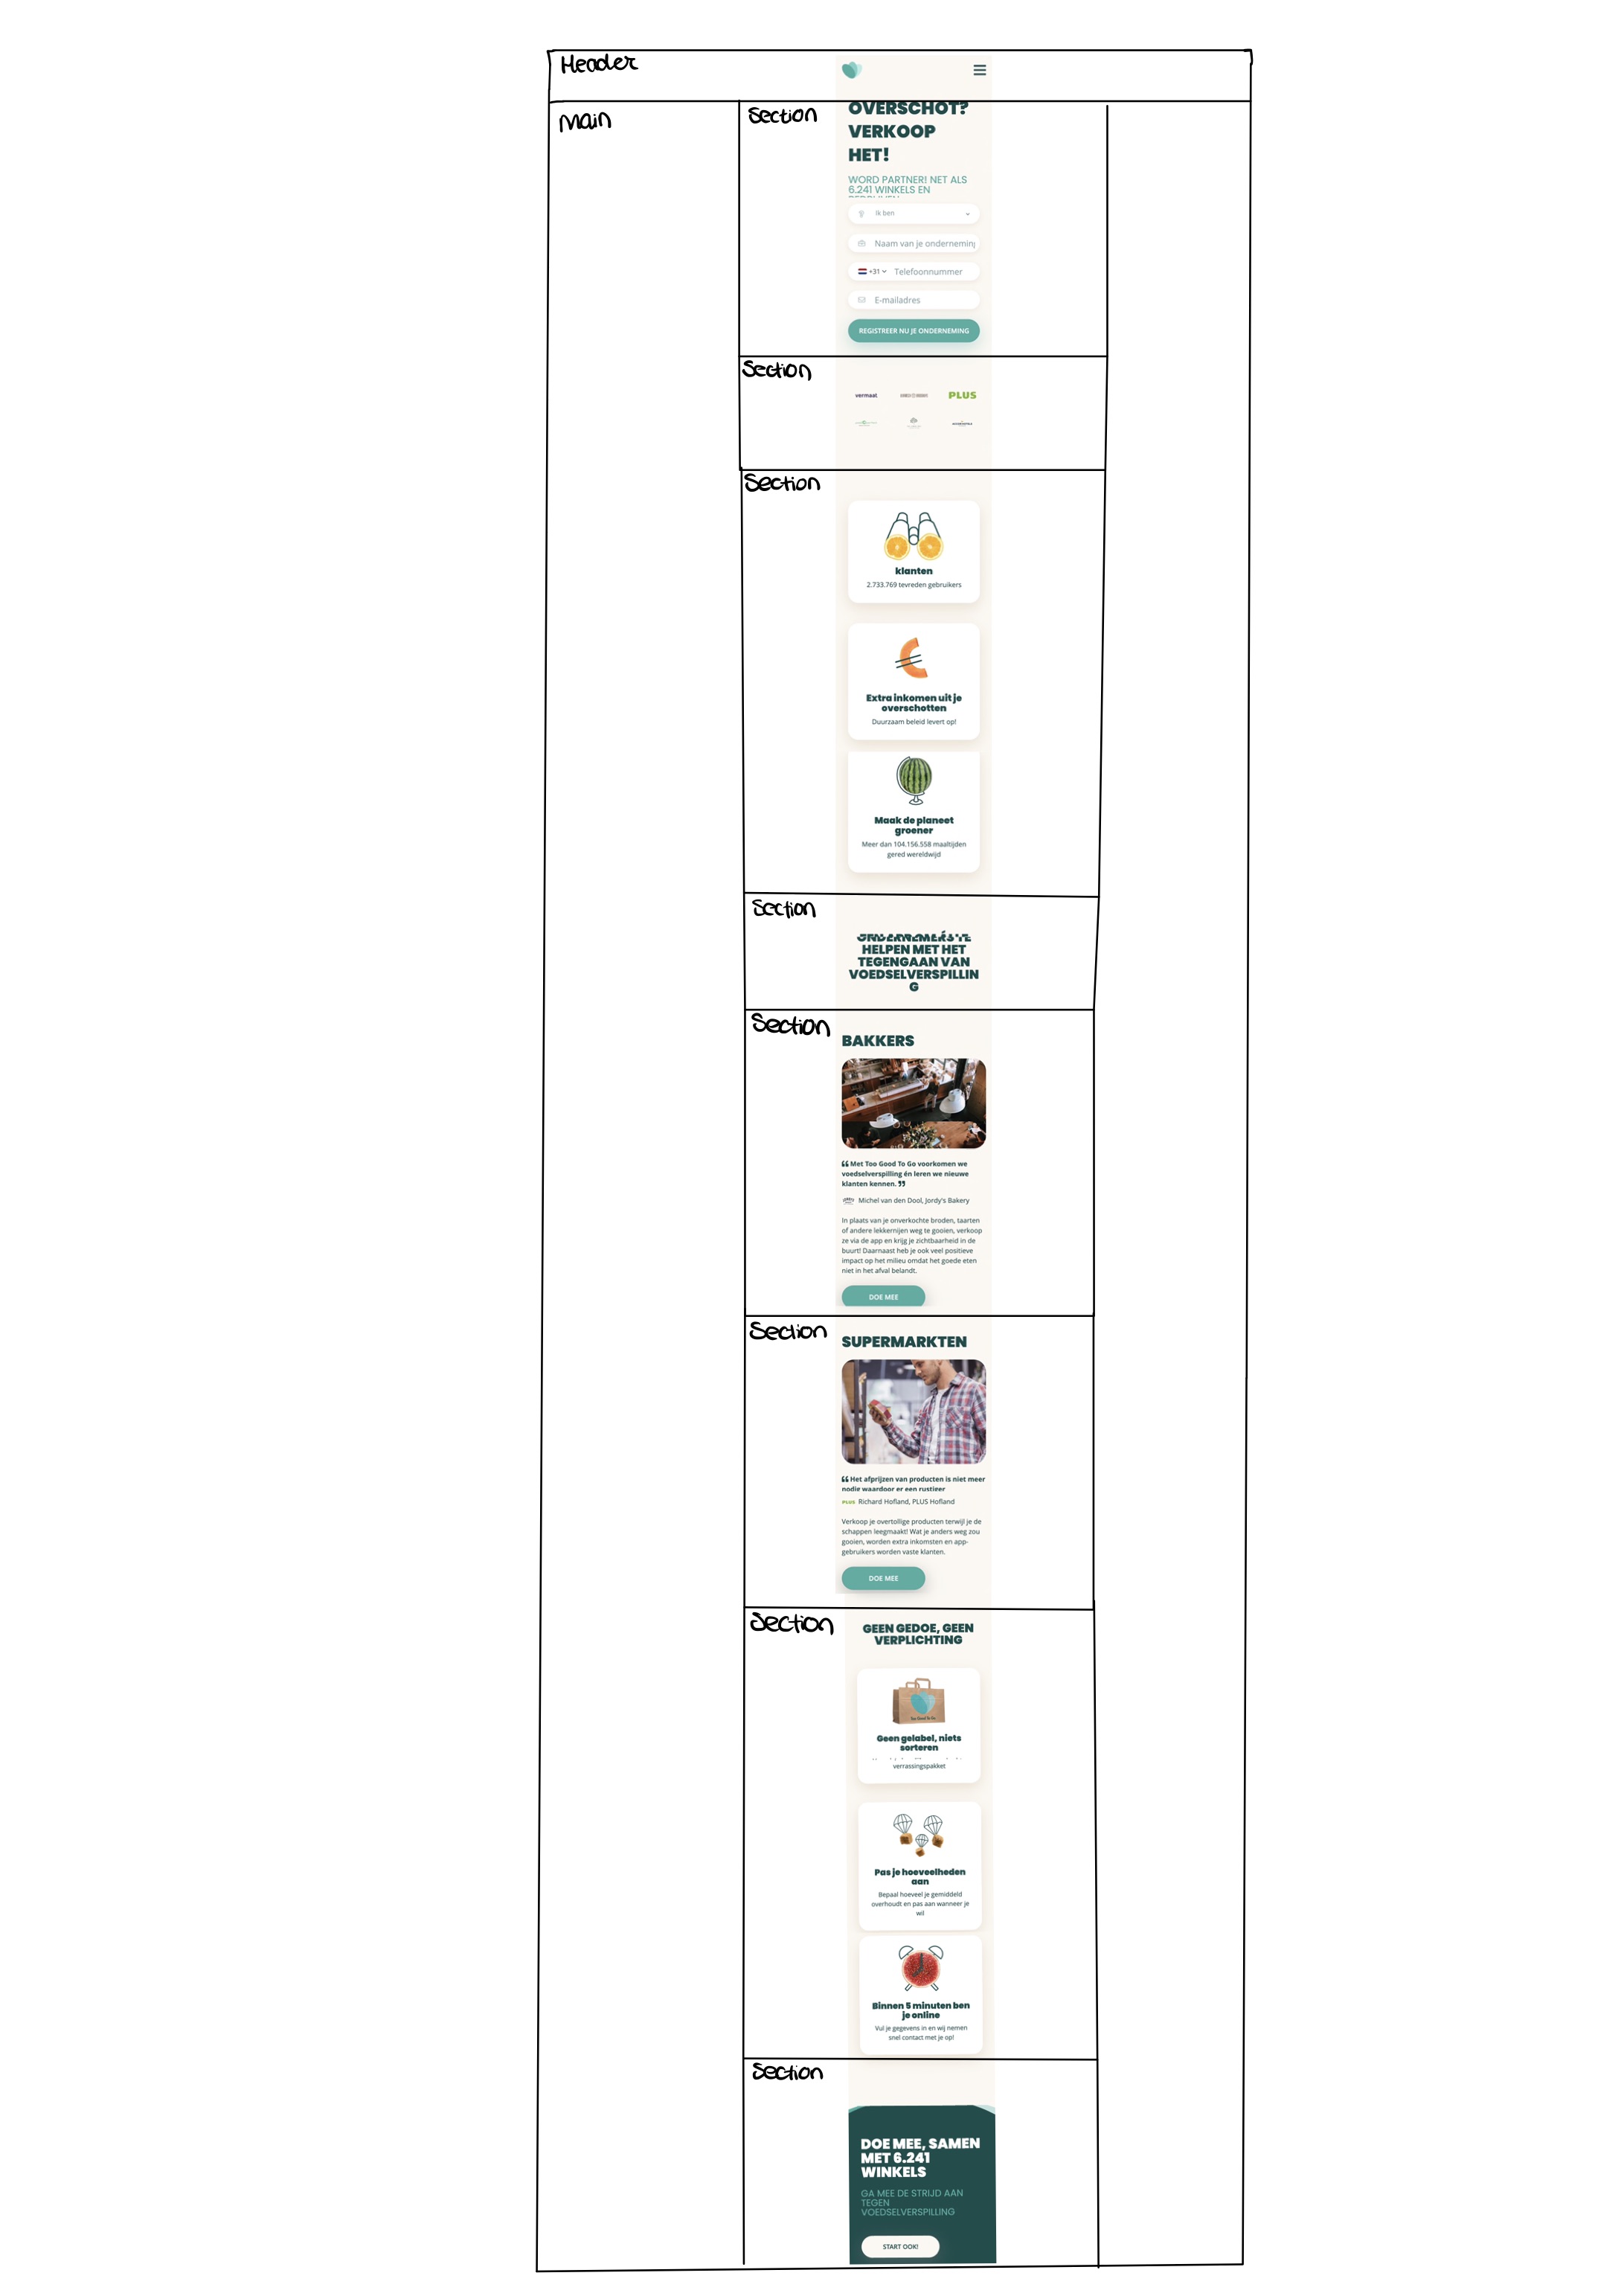 Header
Main
Section
OVERSCHOT?
VERKOOP
HET!
WORD PARTNER! NET ALS
6.241 WINKELS EN
Ik ben
Naam van je onderneming
+31
Telefoonnummer
E-mailadres
REGISTREER NU JE ONDERNEMING
Section
vermaat
PLUS
Section
klanten
2.733.769 tevreden gebruikers
Extra inkomen uit je
overschotten
Duurzaam beleid levert op!
Maak de planeet
groener
Meer dan 104.156.558 maaltijden
gered wereldwijd
Section
HELPEN MET HET
TEGENGAAN VAN
VOEDSELVERSPILLIN
G
Section
BAKKERS
❝ Met Too Good To Go voorkomen we
voedselverspilling én leren we nieuwe
klanten kennen. ❞
Michel van den Dool, Jordy's Bakery
In plaats van je onverkochte broden, taarten
of andere lekkernijen weg te gooien, verkoop
ze via de app en krijg je zichtbaarheid in de
buurt! Daarnaast heb je ook veel positieve
impact op het milieu omdat het goede eten
niet in het afval belandt.
DOE MEE
Section
SUPERMARKTEN
❝ Het afprijzen van producten is niet meer
nodig waardoor er een rustiger
PLUS Richard Hofland, PLUS Hofland
Verkoop je overtollige producten terwijl je de
schappen leegmaakt! Wat je anders weg zou
gooien, worden extra inkomsten en app-
gebruikers worden vaste klanten.
DOE MEE
Section
GEEN GEDOE, GEEN
VERPLICHTING
Too Good To Go
Geen gelabel, niets
sorteren
verrassingspakket
Pas je hoeveelheden
aan
Bepaal hoeveel je gemiddeld
overhoudt en pas aan wanneer je
wil
Binnen 5 minuten ben
je online
Vul je gegevens in en wij nemen
snel contact met je op!
Section
DOE MEE, SAMEN
MET 6.241
WINKELS
GA MEE DE STRIJD AAN
TEGEN
VOEDSELVERSPILLING
START OOK!